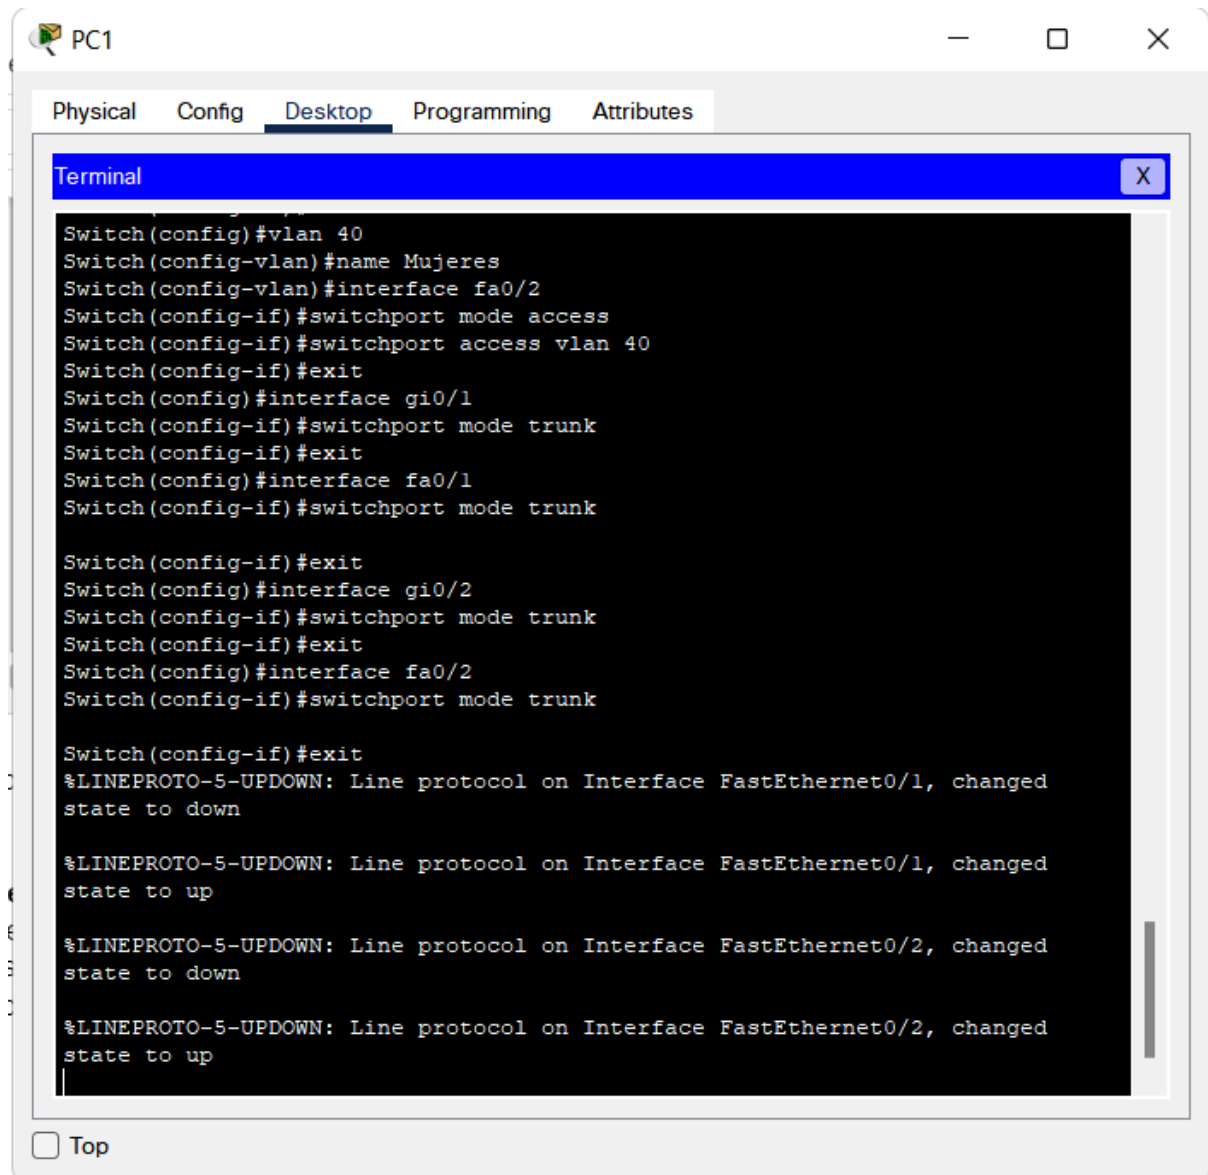 PC1
Physical Config Desktop Programming Attributes
Terminal X
Switch(config)#vlan 40
Switch(config-vlan)#name Mujeres
Switch(config-vlan)#interface fa0/2
Switch(config-if)#switchport mode access
Switch(config-if)#switchport access vlan 40
Switch(config-if)#exit
Switch(config)#interface gi0/1
Switch(config-if)#switchport mode trunk
Switch(config-if)#exit
Switch(config)#interface fa0/1
Switch(config-if)#switchport mode trunk
Switch(config-if)#exit
Switch(config)#interface gi0/2
Switch(config-if)#switchport mode trunk
Switch(config-if)#exit
Switch(config)#interface fa0/2
Switch(config-if)#switchport mode trunk
Switch(config-if)#exit
%LINEPROTO-5-UPDOWN: Line protocol on Interface FastEthernet0/1, changed
state to down
%LINEPROTO-5-UPDOWN: Line protocol on Interface FastEthernet0/1, changed
state to up
%LINEPROTO-5-UPDOWN: Line protocol on Interface FastEthernet0/2, changed
state to down
%LINEPROTO-5-UPDOWN: Line protocol on Interface FastEthernet0/2, changed
state to up
Top